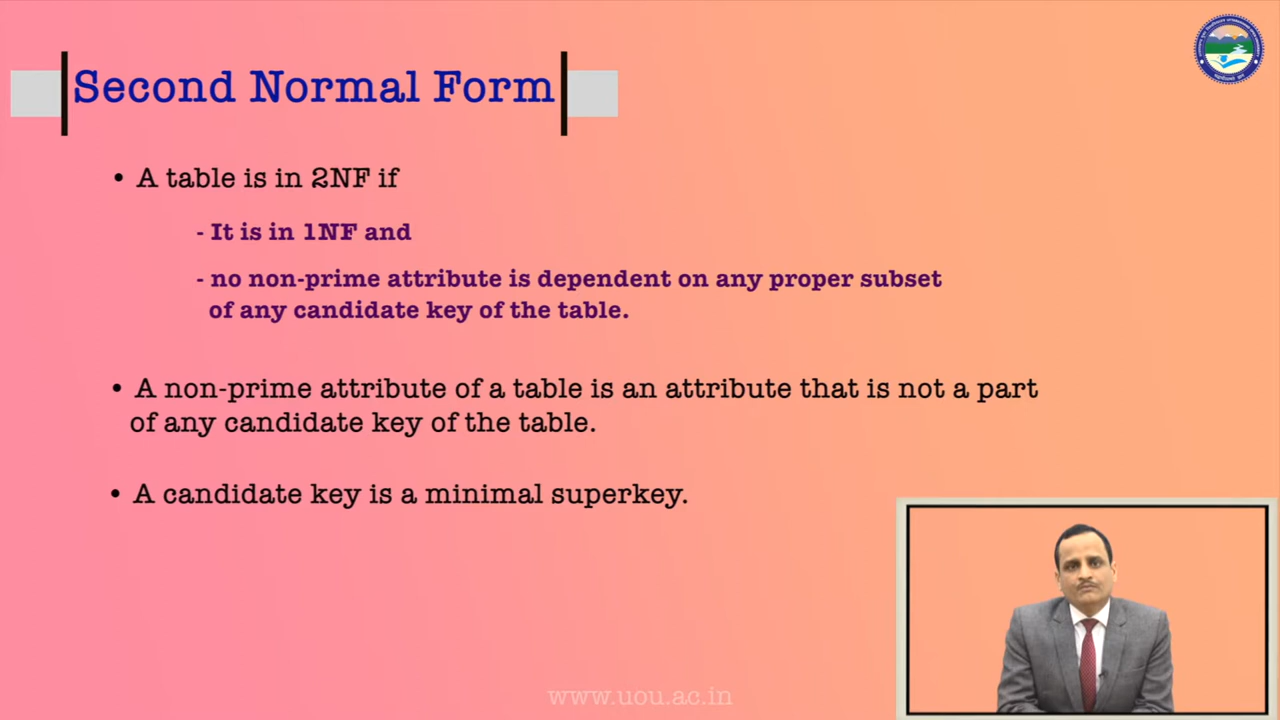 Second Normal Form
• A table is in 2NF if
- It is in 1NF and
- no non-prime attribute is dependent on any proper subset
of any candidate key of the table.
• A non-prime attribute of a table is an attribute that is not a part
of any candidate key of the table.
• A candidate key is a minimal superkey.
www.uou.ac.in